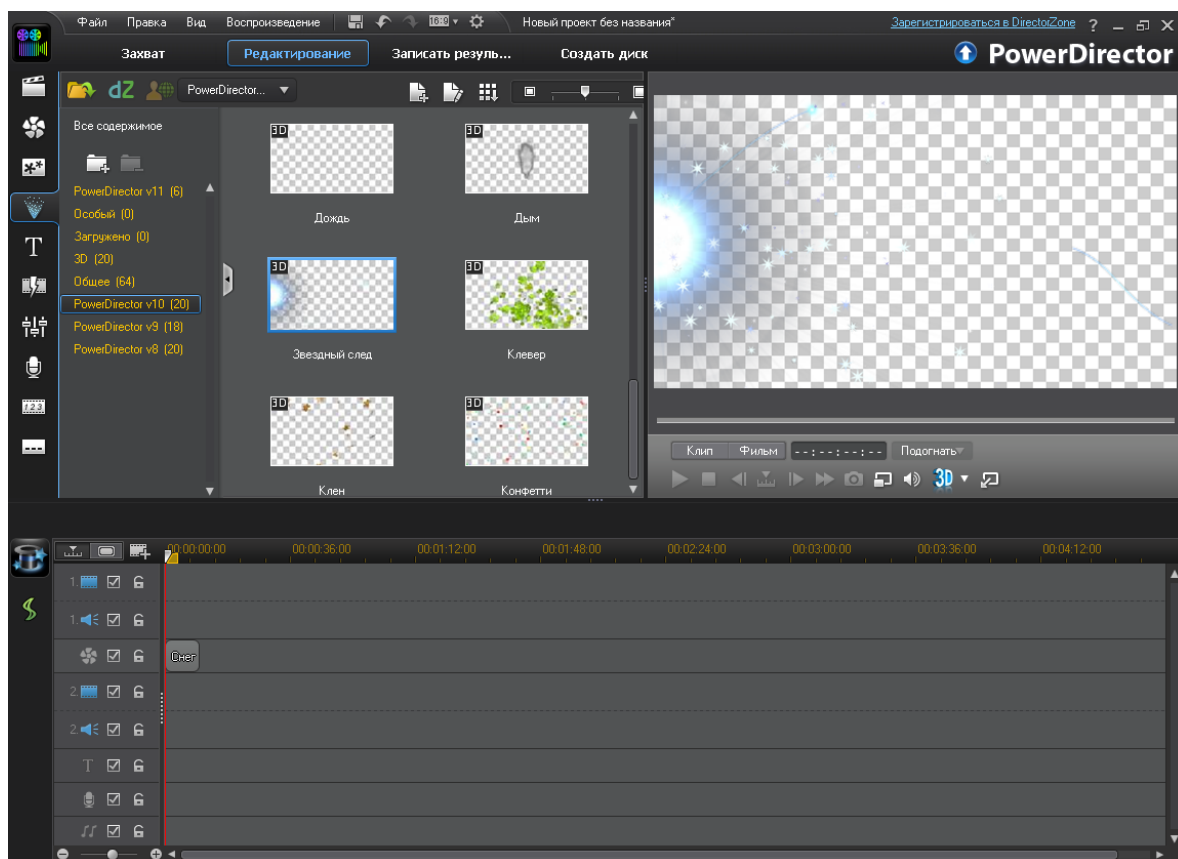 Файл Правка Вид Воспроизведение 16:9 Новый проект без названия* Зарегистрироваться в DirectorZone ?
Захват Редактирование Записать резуль... Создать диск PowerDirector
dZ PowerDirector...
Все содержимое
PowerDirector v11 (6)
Особый (0)
Загружено (0)
3D (20)
Общее (64)
PowerDirector v10 (20)
PowerDirector v9 (18)
PowerDirector v8 (20)
T
123
3D 3D
Дождь Дым
3D 3D
Звездный след Клевер
3D 3D
Клен Конфетти
Клип Фильм --:--:--:-- Подогнать
3D
00:00:00:00 00:00:36:00 00:01:12:00 00:01:48:00 00:02:24:00 00:03:00:00 00:03:36:00 00:04:12:00
1.
1.
Снег
2.
2.
T